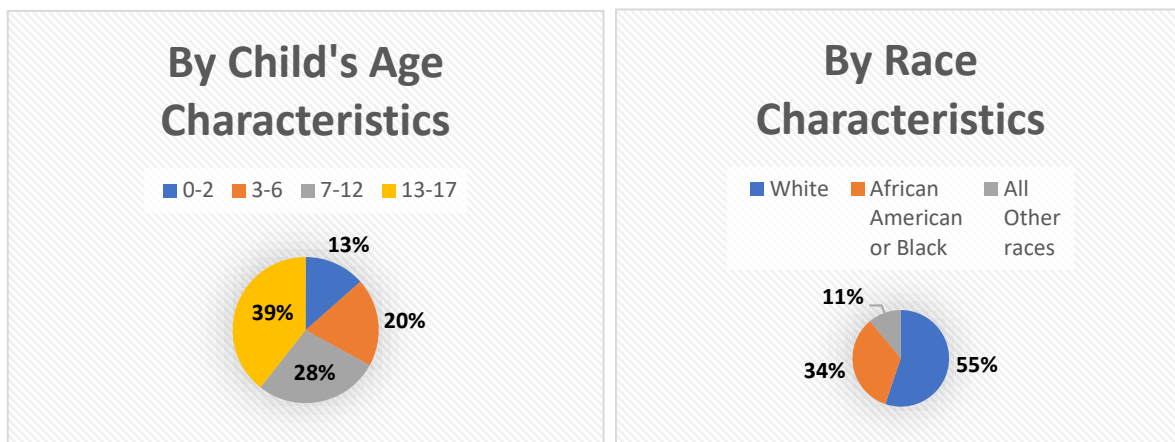 By Child's Age
Characteristics
0-2 3-6 7-12 13-17
13%
20%
28%
39%
By Race
Characteristics
White African American or Black All Other races
11%
34%
55%